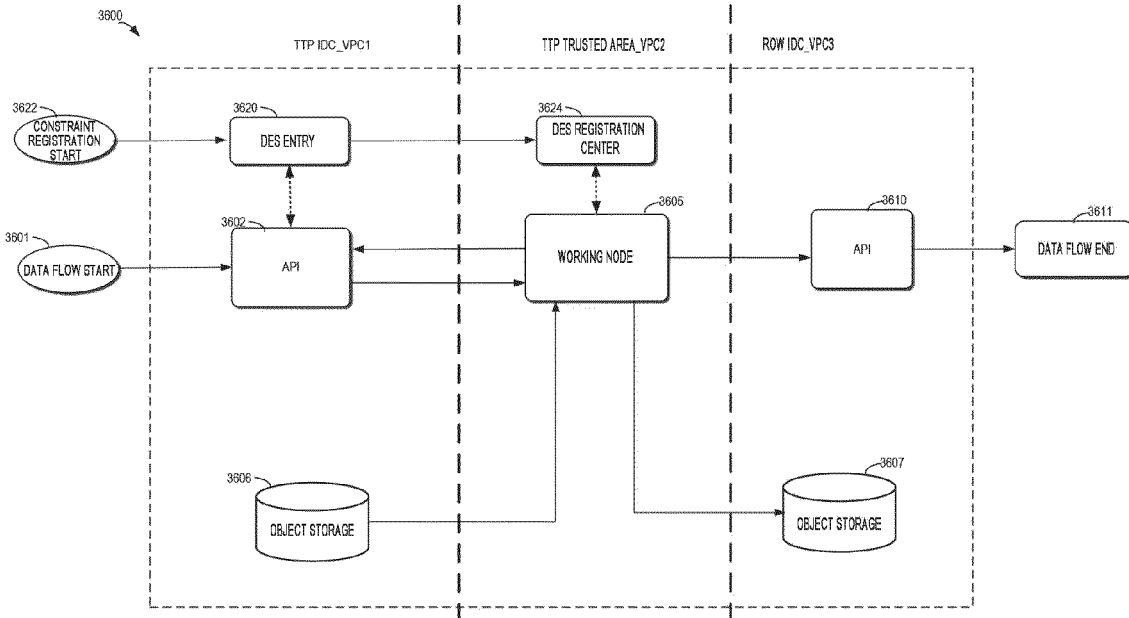 3600
TTP IDC_VPC1
TTP TRUSTED AREA_VPC2
ROW IDC_VPC3
3622
CONSTRAINT
REGISTRATION
START
3620
DES ENTRY
3624
DES REGISTRATION
CENTER
3601
DATA FLOW START
3602
API
3605
WORKING NODE
3610
API
3611
DATA FLOW END
3606
OBJECT STORAGE
3607
OBJECT STORAGE